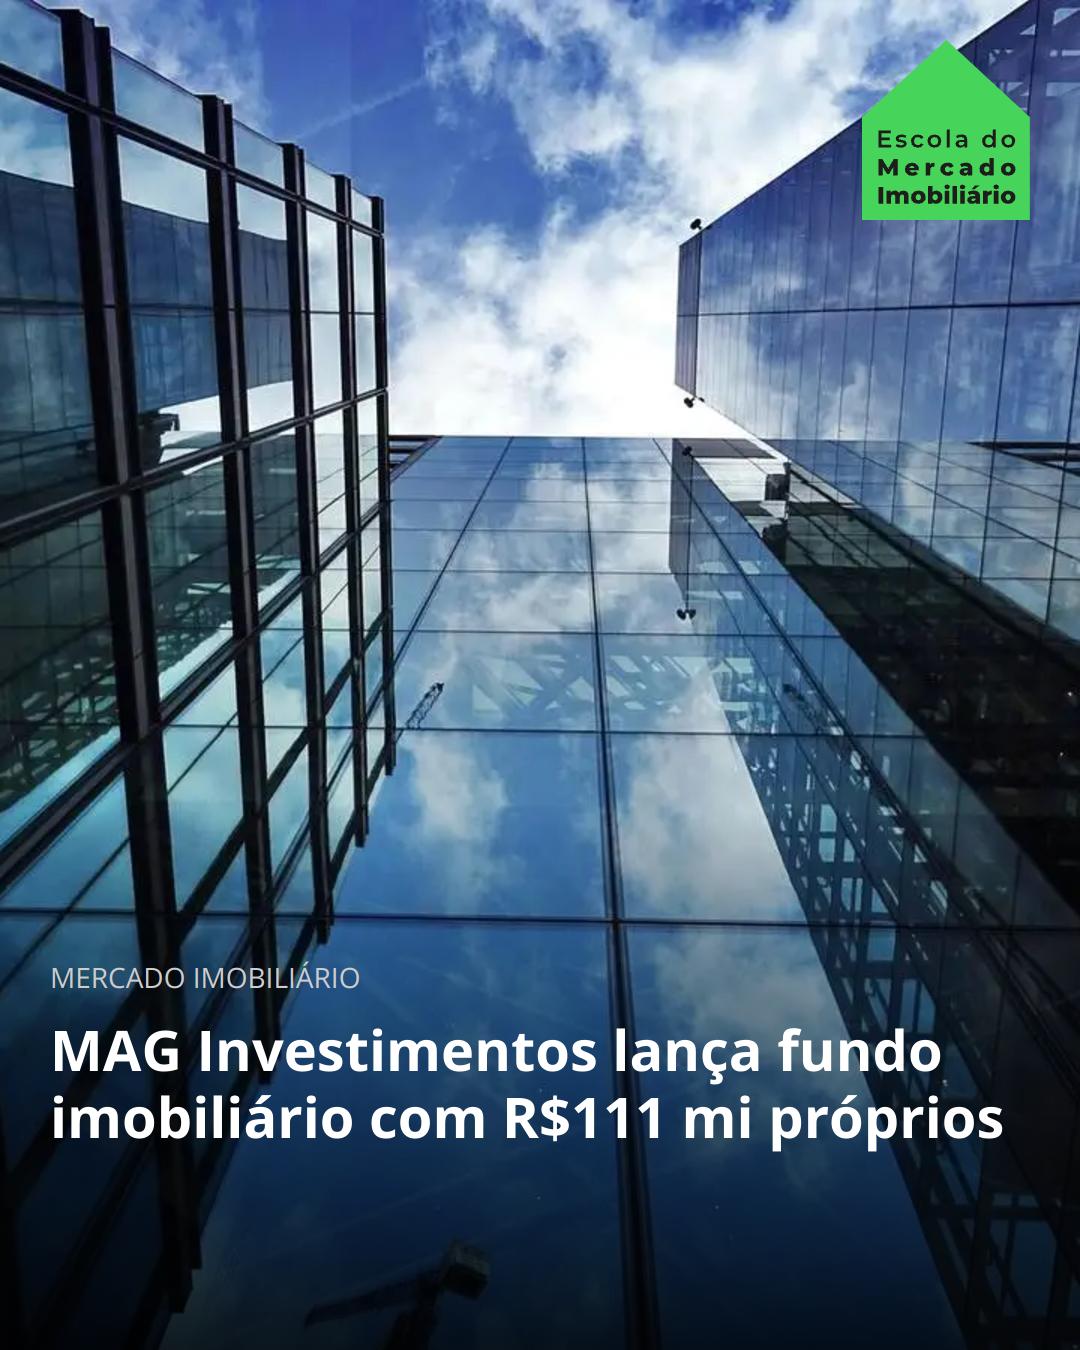 Escola do
Mercado
Imobiliário
MERCADO IMOBILIÁRIO
MAG Investimentos lança fundo
imobiliário com R$111 mi próprios